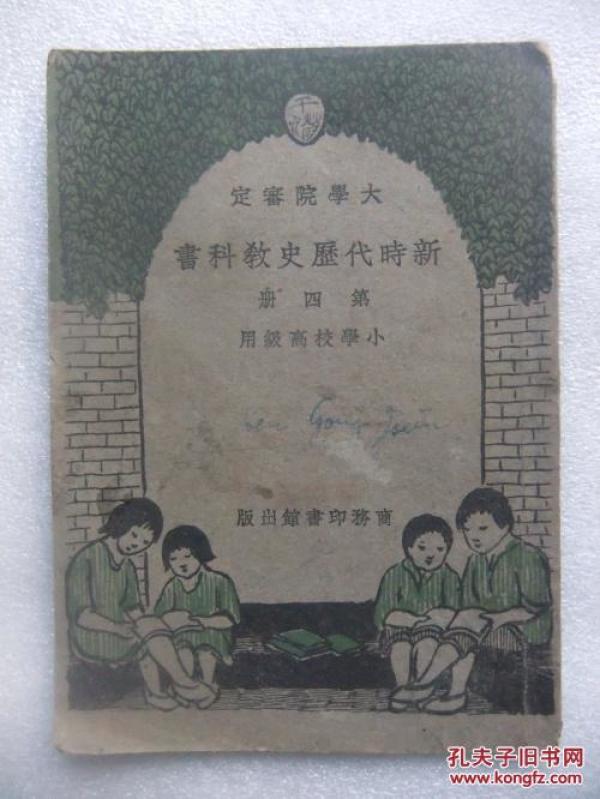 大學院審定
新時代歷史教科書
第四册
小學校高級用
商務印書館出版
孔夫子旧书网
www.kongfz.com